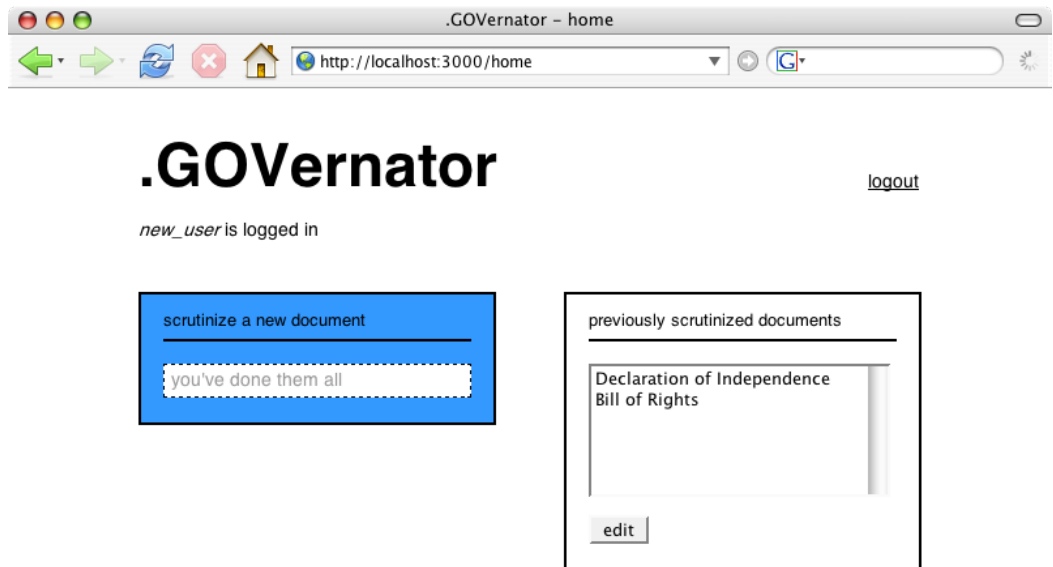 .GOVernator – home
http://localhost:3000/home
G
.GOVernator
logout
new_user is logged in
scrutinize a new document
you've done them all
previously scrutinized documents
Declaration of Independence
Bill of Rights
edit